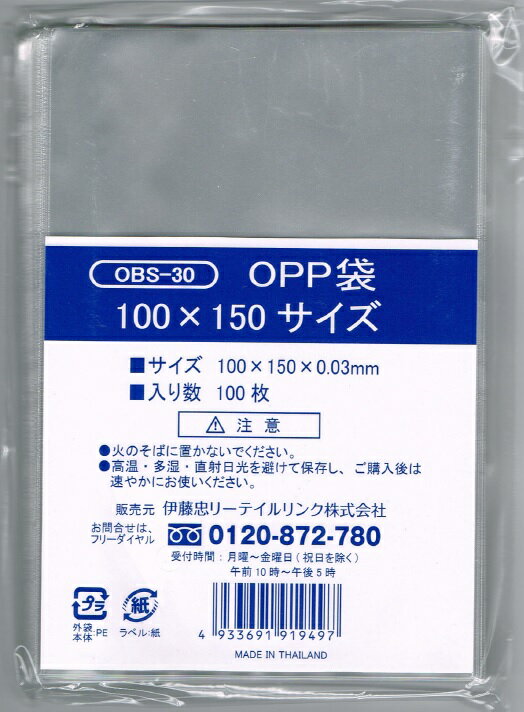 OBS-30 OPP袋
100×150 サイズ
■サイズ 100×150×0.03mm
■入り数 100枚
⚠ 注意
●火のそばに置かないでください。
●高温・多湿・直射日光を避けて保存し、ご購入後は
速やかにお使いください。
販売元 伊藤忠リーテイルリンク株式会社
お問合せは、
フリーダイヤル 0120-872-780
受付時間：月曜～金曜日（祝日を除く）
午前10時～午後5時
プラ 紙
外袋 :PE ラベル:紙
本体
4 933691 919497
MADE IN THAILAND